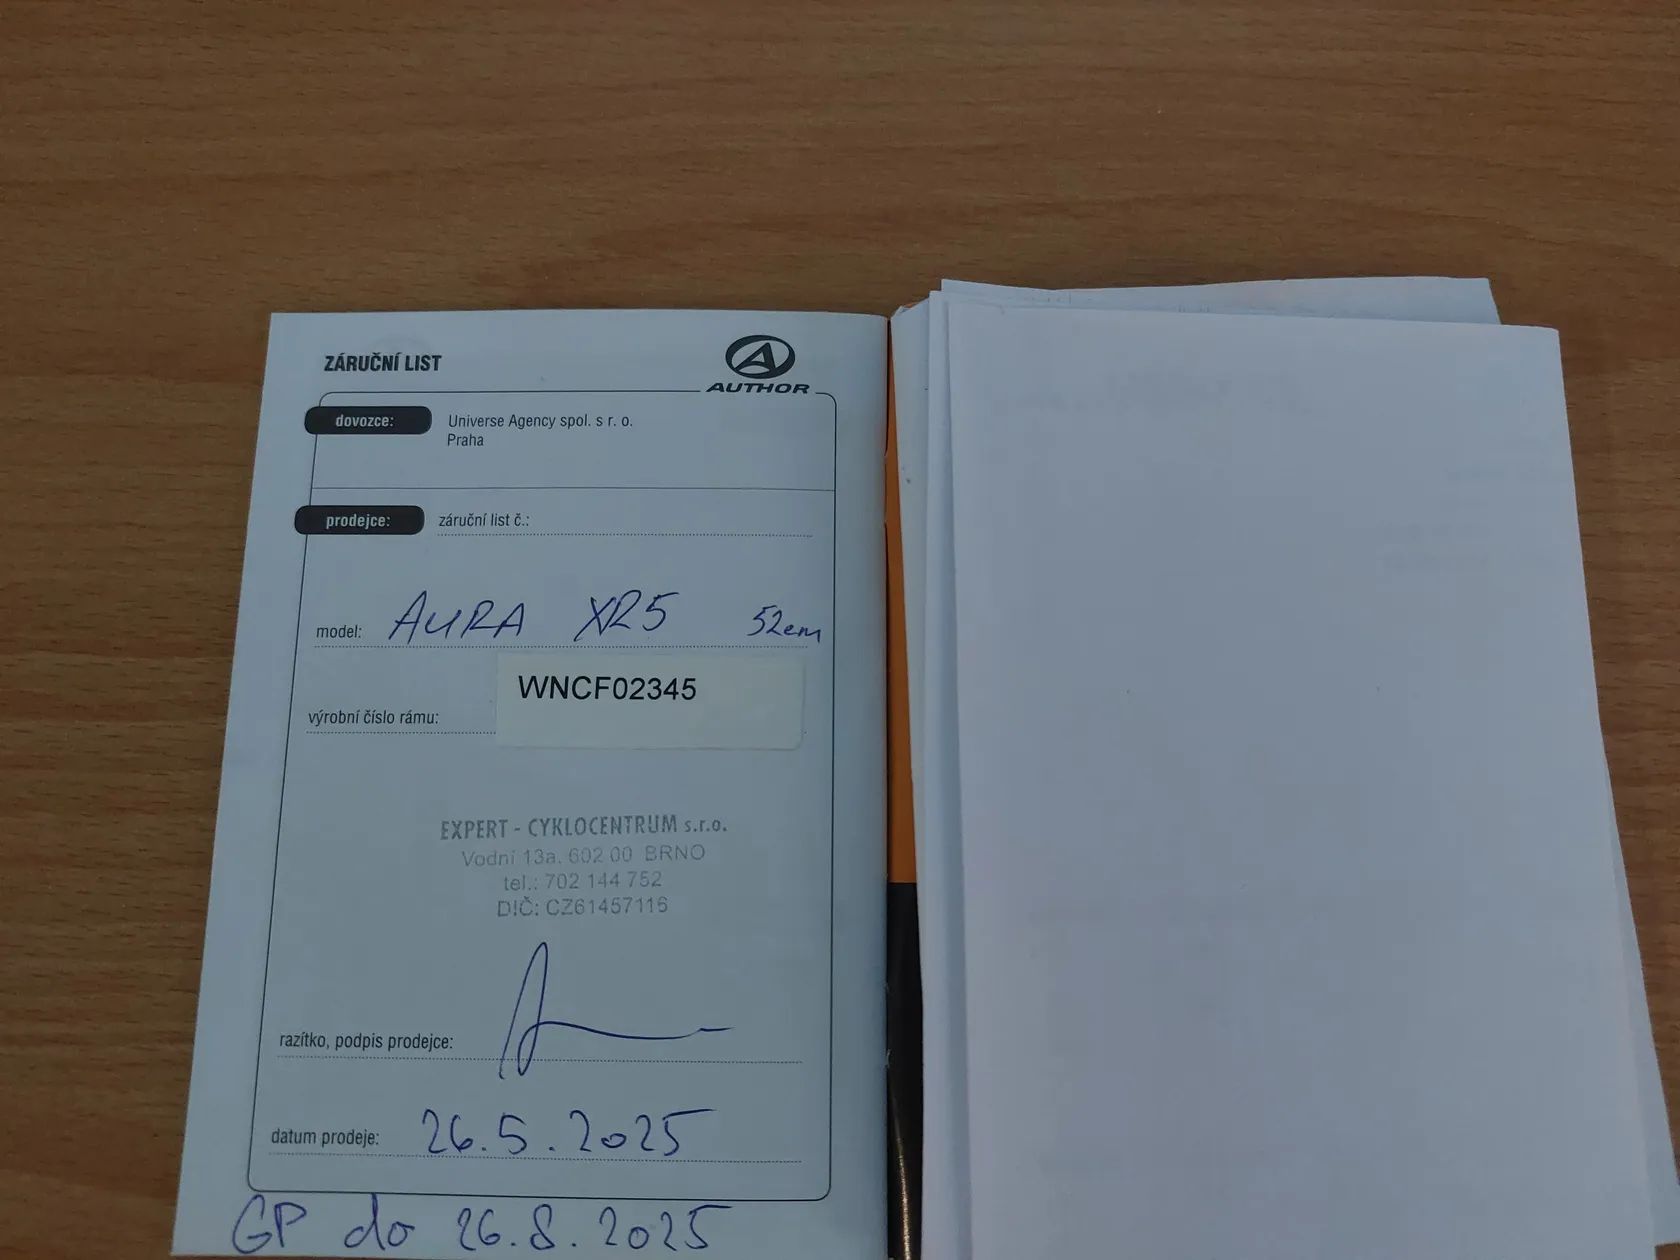 ZÁRUČNÍ LIST
AUTHOR
dovozce: Universe Agency spol. s r. o.
Praha
prodejce: záruční list č.:
model: AURA XR5 52cm
WNCF02345
výrobní číslo rámu:
EXPERT - CYKLOCENTRUM s.r.o.
Vodní 13a, 602 00 BRNO
tel.: 702 144 752
DIČ: CZ61457116
razítko, podpis prodejce:
datum prodeje: 26.5.2025
GP do 26.8.2025